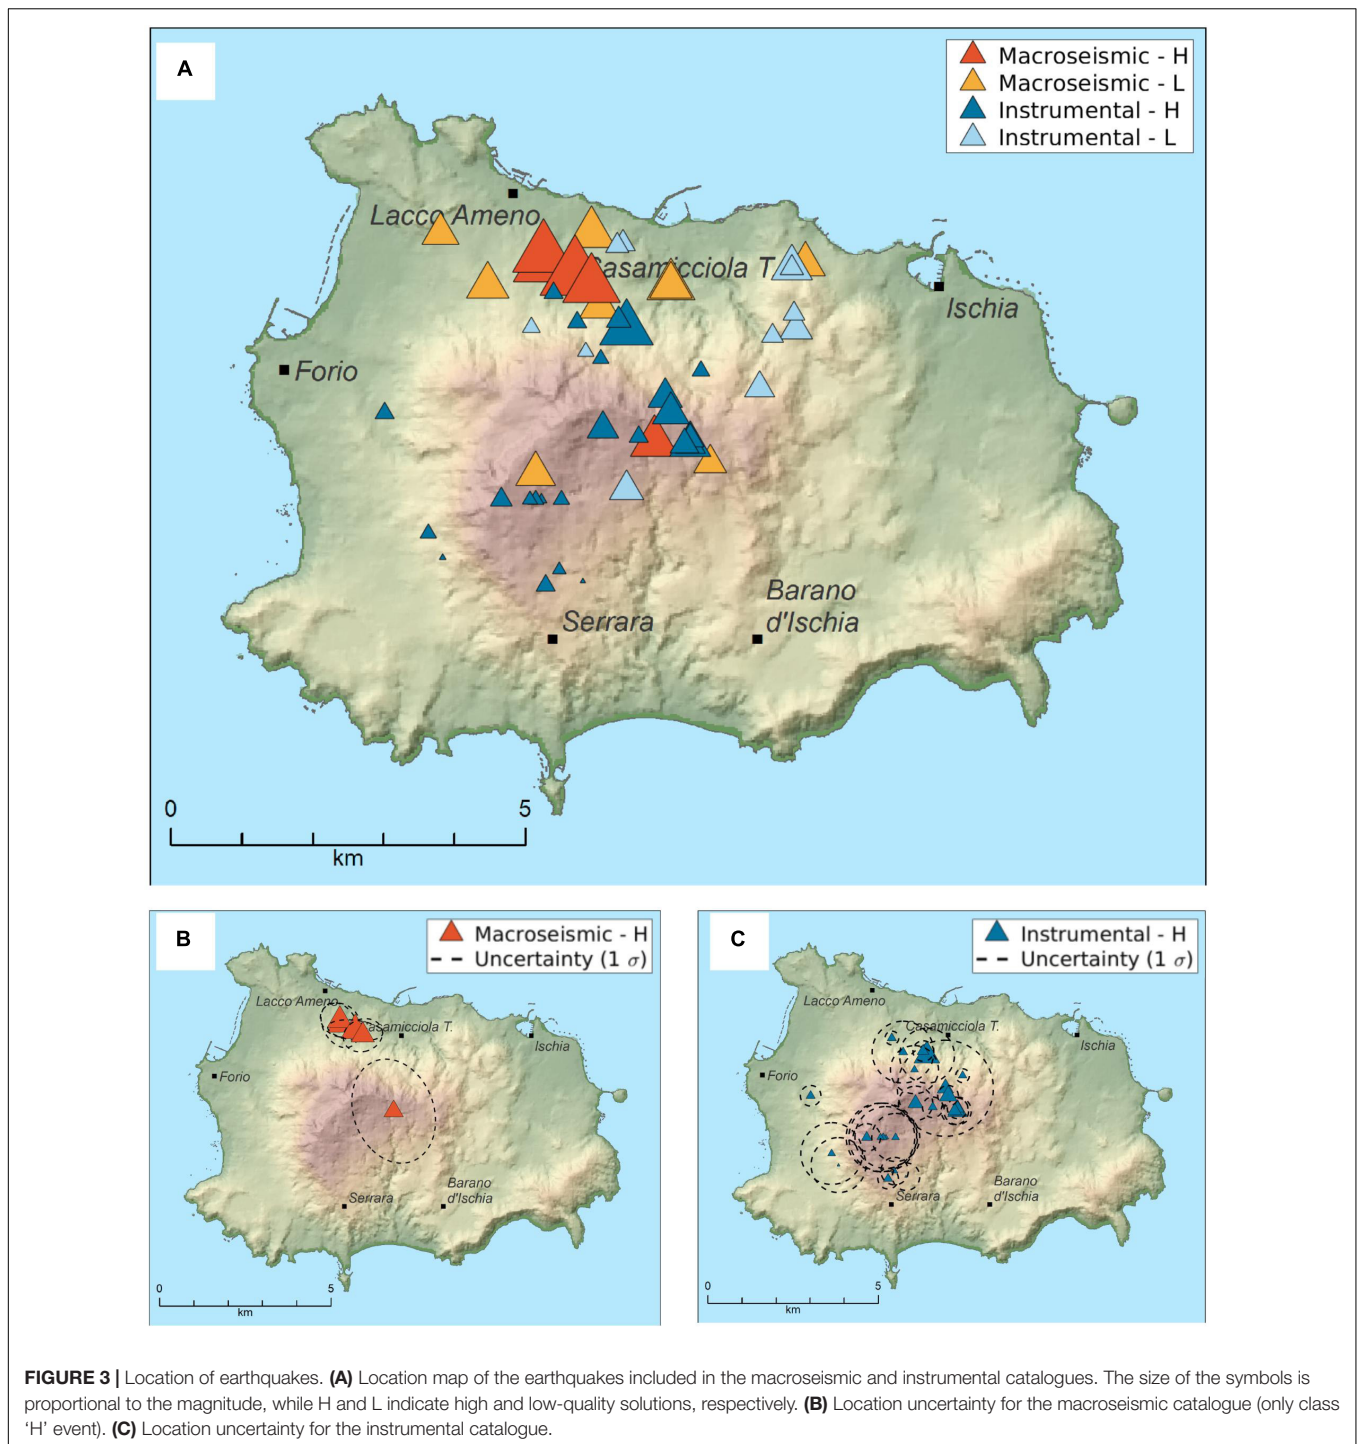 A
Macroseismic - H
Macroseismic - L
Instrumental - H
Instrumental - L
Lacco Ameno
Casamicciola T.
Ischia
Forio
Barano
d'Ischia
Serrara
0 5
km
B
Macroseismic - H
Uncertainty (1 σ)
Lacco Ameno
Casamicciola T.
Ischia
Forio
Barano
d'Ischia
Serrara
0 5
km
C
Instrumental - H
Uncertainty (1 σ)
Lacco Ameno
Casamicciola T.
Ischia
Forio
Barano
d'Ischia
Serrara
0 5
km
FIGURE 3 | Location of earthquakes. (A) Location map of the earthquakes included in the macroseismic and instrumental catalogues. The size of the symbols is
proportional to the magnitude, while H and L indicate high and low-quality solutions, respectively. (B) Location uncertainty for the macroseismic catalogue (only class
‘H’ event). (C) Location uncertainty for the instrumental catalogue.